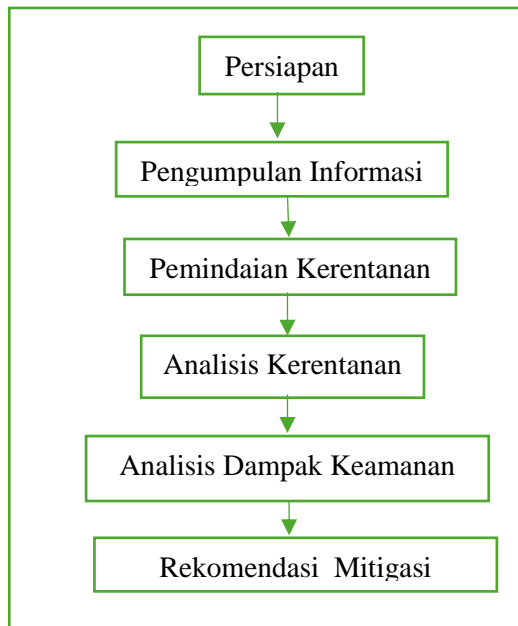 Persiapan
Pengumpulan Informasi
Pemindaian Kerentanan
Analisis Kerentanan
Analisis Dampak Keamanan
Rekomendasi  Mitigasi